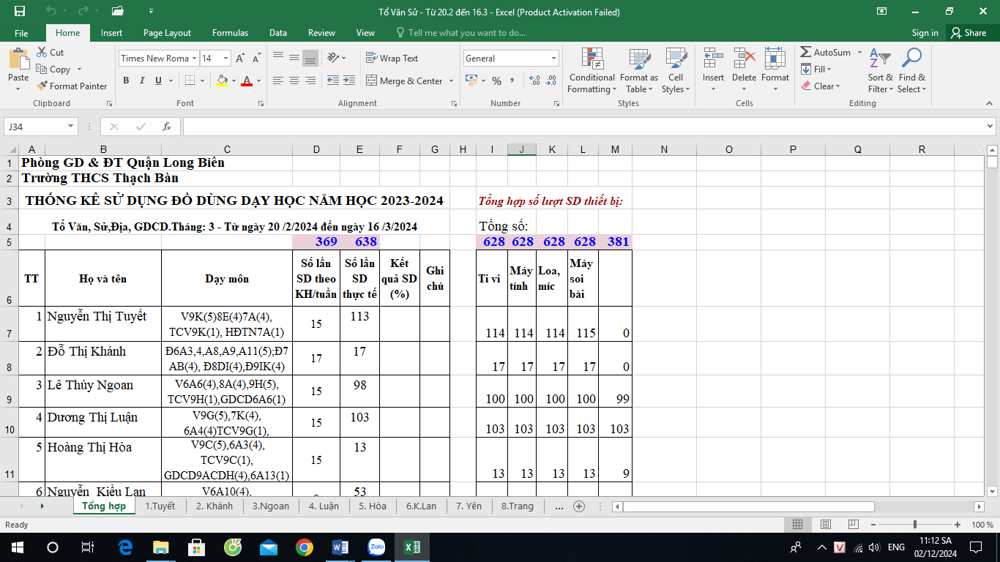 Tổ Văn Sử - Từ 20.2 đến 16.3 - Excel (Product Activation Failed)
File Home Insert Page Layout Formulas Data Review View Tell me what you want to do... Sign in Share
Paste Cut Copy Format Painter
Clipboard
Times New Roma 14
B I U A
Font
Wrap Text
Merge & Center
Alignment
General
Number
Conditional Formatting
Format as Table
Cell Styles
Styles
Insert Delete Format
Cells
AutoSum
Fill
Clear
Sort & Filter
Find & Select
Editing
J34 fx
A B C D E F G H I J K L M N O P Q R
1 Phòng GD & ĐT Quận Long Biên
2 Trường THCS Thạch Bàn
3 THỐNG KÊ SỬ DỤNG ĐỒ DÙNG DẠY HỌC NĂM HỌC 2023-2024 Tổng hợp số lượt SD thiết bị:
4 Tổ Văn, Sử,Địa, GDCD.Tháng: 3 - Từ ngày 20 /2/2024 đến ngày 16 /3/2024 Tổng số:
5 369 638 628 628 628 628 381
6 TT Họ và tên Dạy môn
Số lần SD theo KH/tuần
Số lần SD thực tế
Kết quả SD (%)
Ghi chú
Ti vi
Máy tính
Loa, míc
Máy soi bài
7 1 Nguyễn Thị Tuyết
V9K(5)8E(4)7A(4),
TCV9K(1), HĐTN7A(1)
15 113 114 114 114 115 0
8 2 Đỗ Thị Khánh
Đ6A3,4,A8,A9,A11(5);Đ7
AB(4), Đ8DI(4),Đ9IK(4)
17 17 17 17 17 17 0
9 3 Lê Thúy Ngoan
V6A6(4),8A(4),9H(5),
TCV9H(1),GDCD6A6(1)
15 98 100 100 100 100 99
10 4 Dương Thị Luận
V9G(5),7K(4),
6A4(4)TCV9G(1),
15 103 103 103 103 103 103
11 5 Hoàng Thị Hòa
V9C(5),6A3(4),
TCV9C(1),
GDCD9ACDH(4),6A13(1)
15 13 13 13 13 13 9
6 Nguyễn Kiều Lan V6A10(4), 53
Tổng hợp 1.Tuyết 2. Khánh 3.Ngoan 4. Luận 5. Hòa 6.K.Lan 7. Yên 8.Trang ...
Ready 100 %
Zalo ENG
11:12 SA
02/12/2024